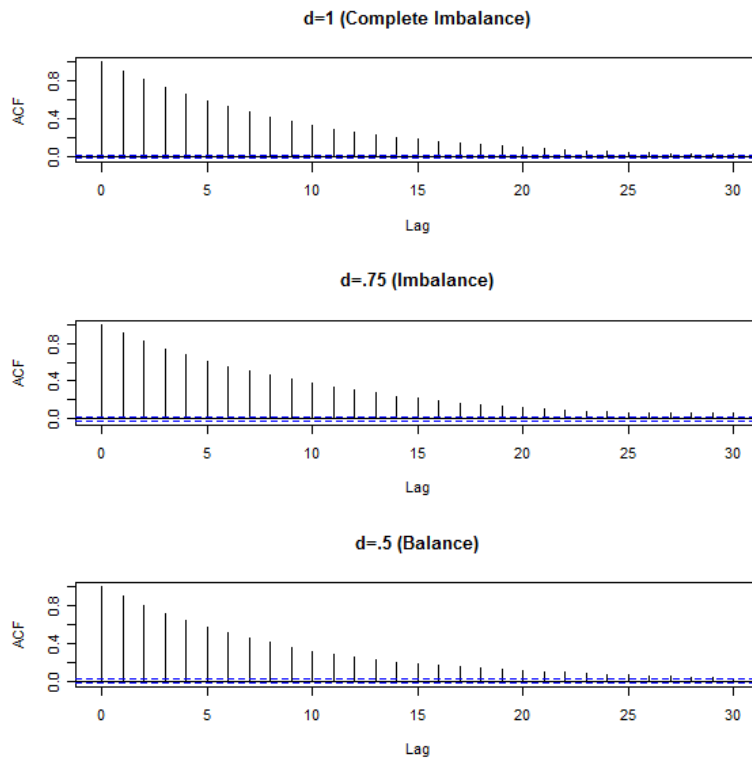 d=1 (Complete Imbalance)
ACF
0.0 0.4 0.8
0 5 10 15 20 25 30
Lag
d=.75 (Imbalance)
ACF
0.0 0.4 0.8
0 5 10 15 20 25 30
Lag
d=.5 (Balance)
ACF
0.0 0.4 0.8
0 5 10 15 20 25 30
Lag